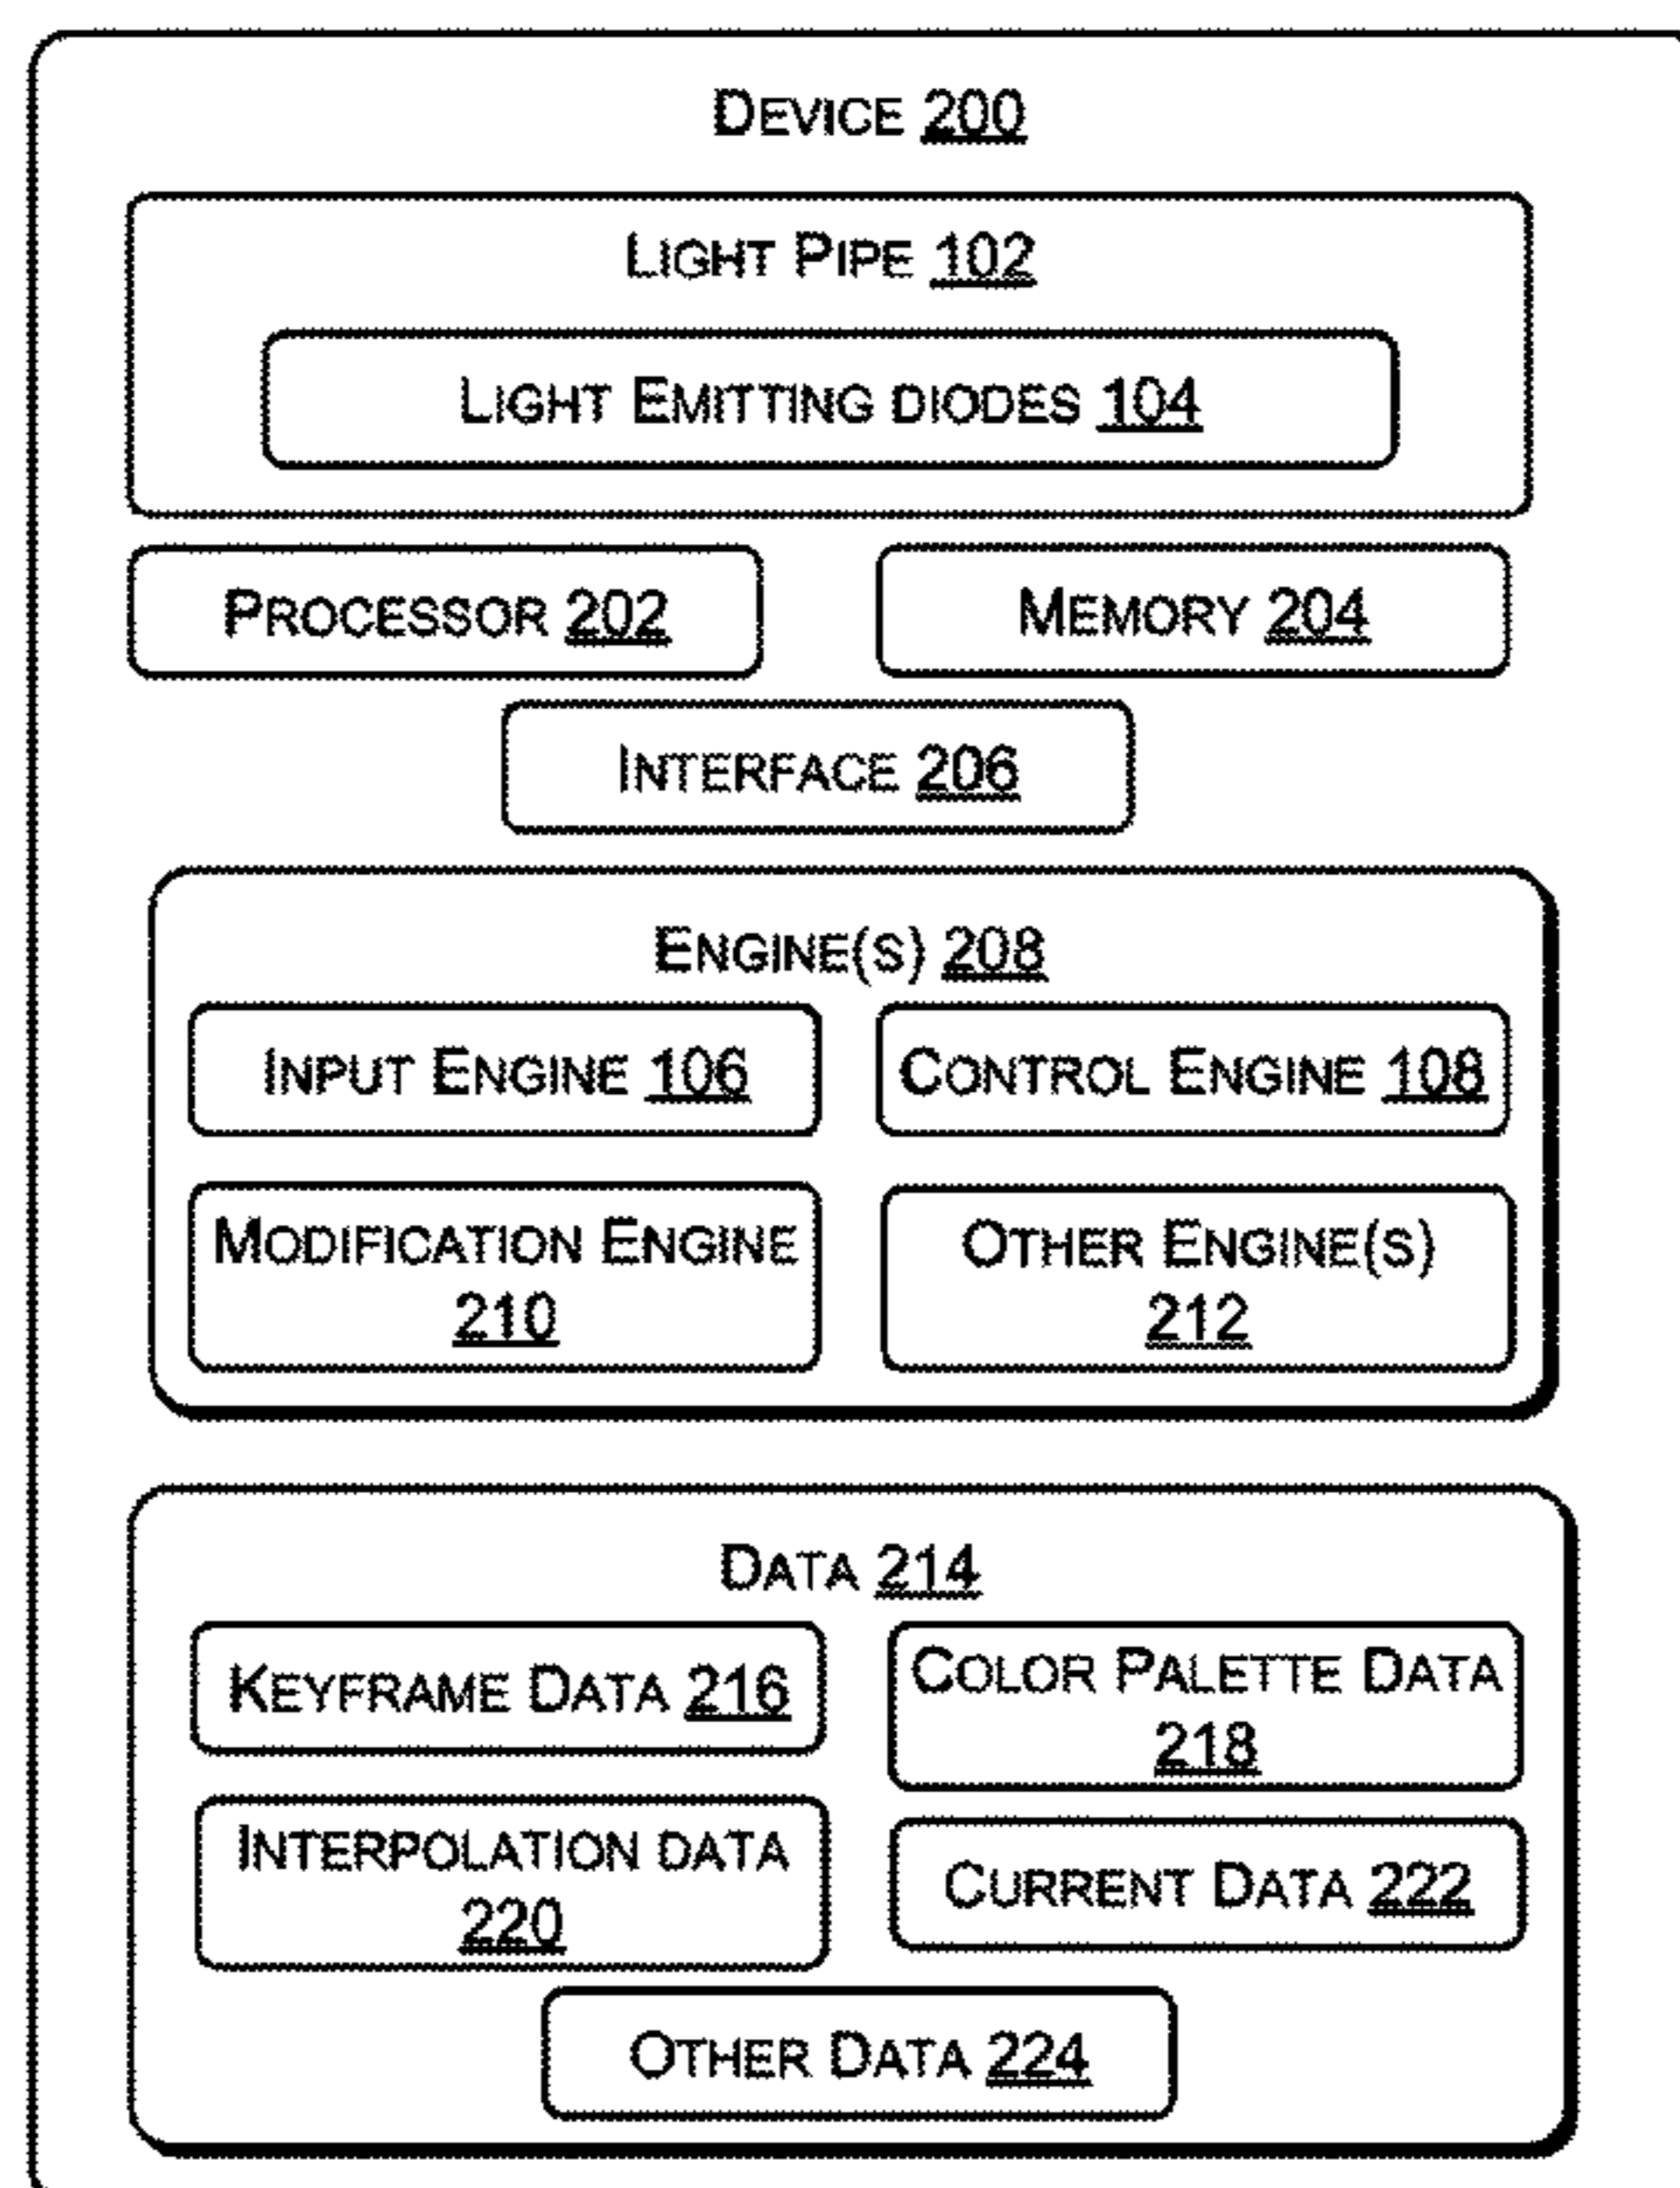 DEVICE 200
LIGHT PIPE 102
LIGHT EMITTING DIODES 104
PROCESSOR 202
MEMORY 204
INTERFACE 206
ENGINE(S) 208
INPUT ENGINE 106
CONTROL ENGINE 108
MODIFICATION ENGINE
210
OTHER ENGINE(S)
212
DATA 214
KEYFRAME DATA 216
COLOR PALETTE DATA
218
INTERPOLATION DATA
220
CURRENT DATA 222
OTHER DATA 224